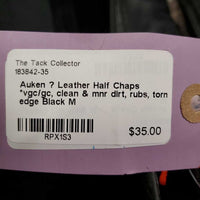 The Tack Collector
183842-35
Auken ? Leather Half Chaps
*vgc/gc, clean & mnr dirt, rubs, torn
edge Black M
$35.00
RPX1S3